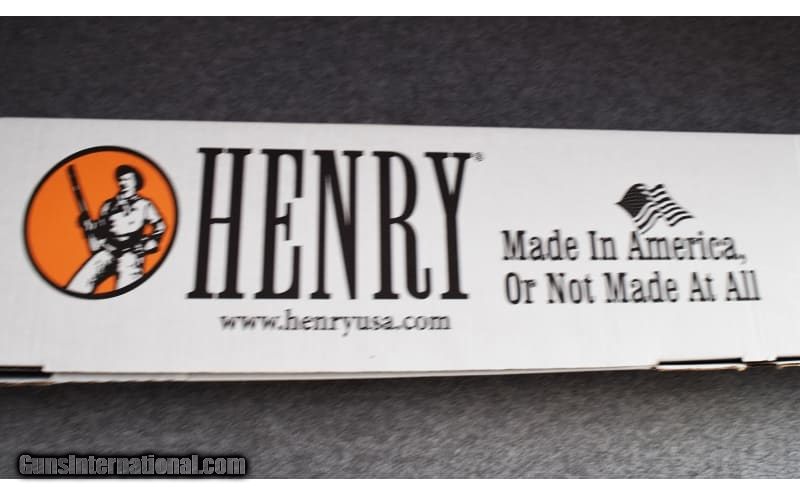 HENRY®
www.henryusa.com
Made In America,
Or Not Made At All
GunsInternational.com